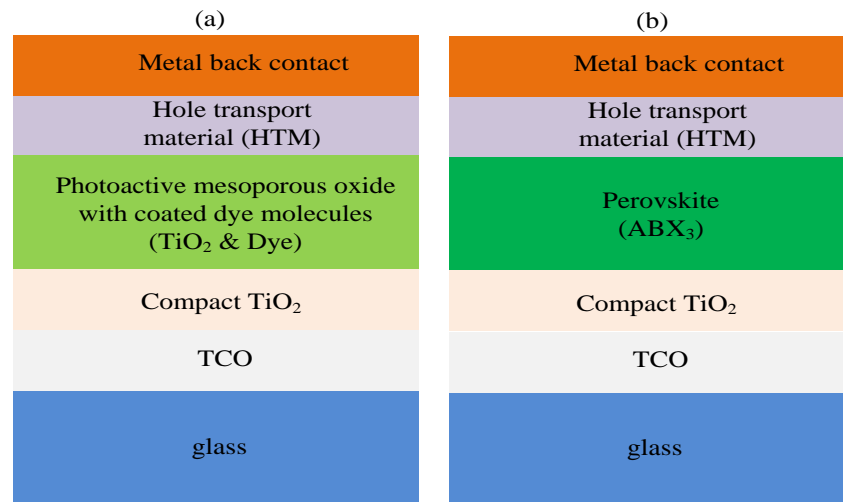 (a)
Metal back contact
Hole transport
material (HTM)
Photoactive mesoporous oxide
with coated dye molecules
(TiO₂ & Dye)
Compact TiO₂
TCO
glass
(b)
Metal back contact
Hole transport
material (HTM)
Perovskite
(ABX₃)
Compact TiO₂
TCO
glass